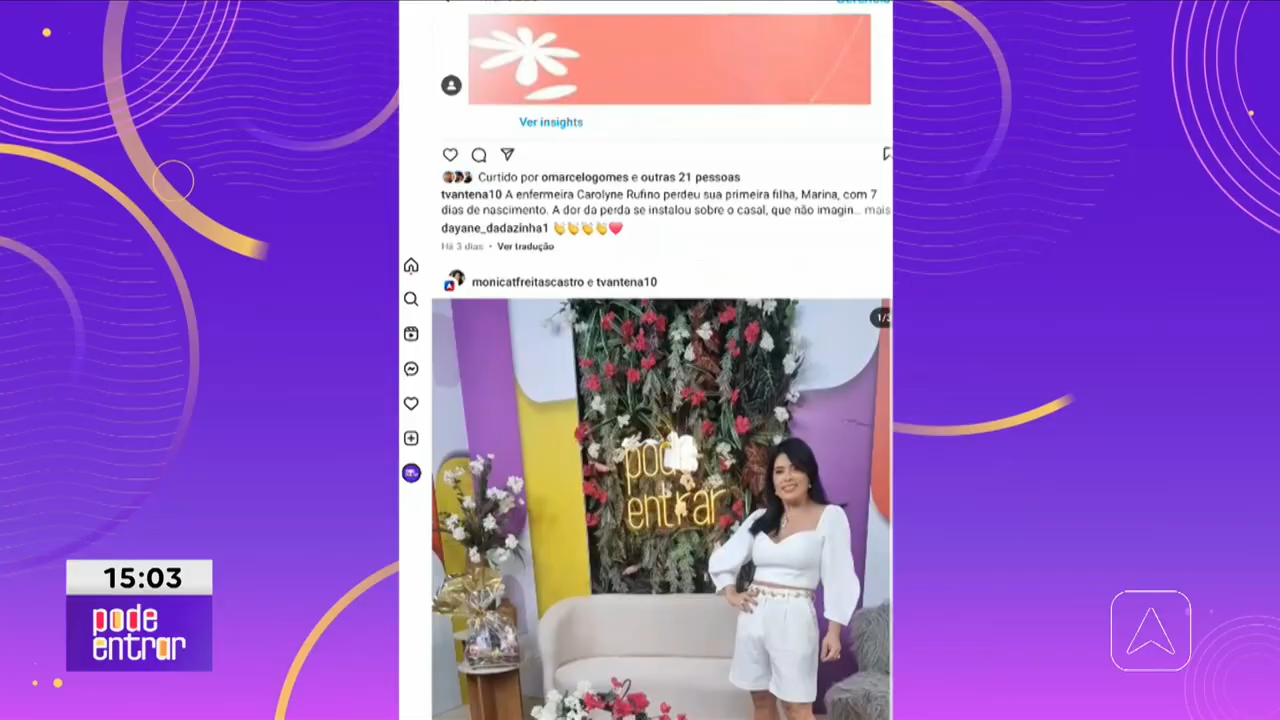 Ver insights
Curtido por omarcelogomes e outras 21 pessoas
tvantena10 A enfermeira Carolyne Rufino perdeu sua primeira filha, Marina, com 7
dias de nascimento. A dor da perda se instalou sobre o casal, que não imagin... mais
dayane_dadazinha1 👏👏👏👏❤️
Há 3 dias • Ver tradução
monicatfreitascastro e tvantena10
1/3
pode
entrar
15:03
pode
entrar